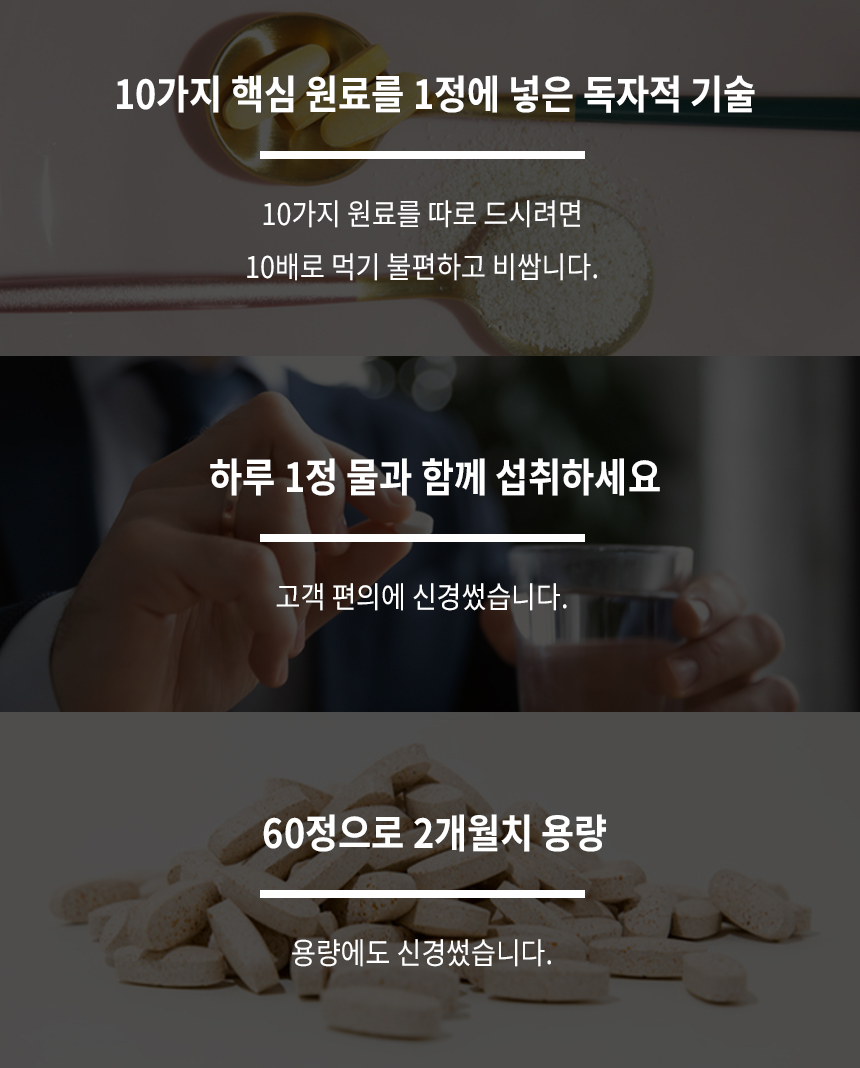 10가지 핵심 원료를 1정에 넣은 독자적 기술
10가지 원료를 따로 드시려면
10배로 먹기 불편하고 비쌉니다.
하루 1정 물과 함께 섭취하세요
고객 편의에 신경썼습니다.
60정으로 2개월치 용량
용량에도 신경썼습니다.